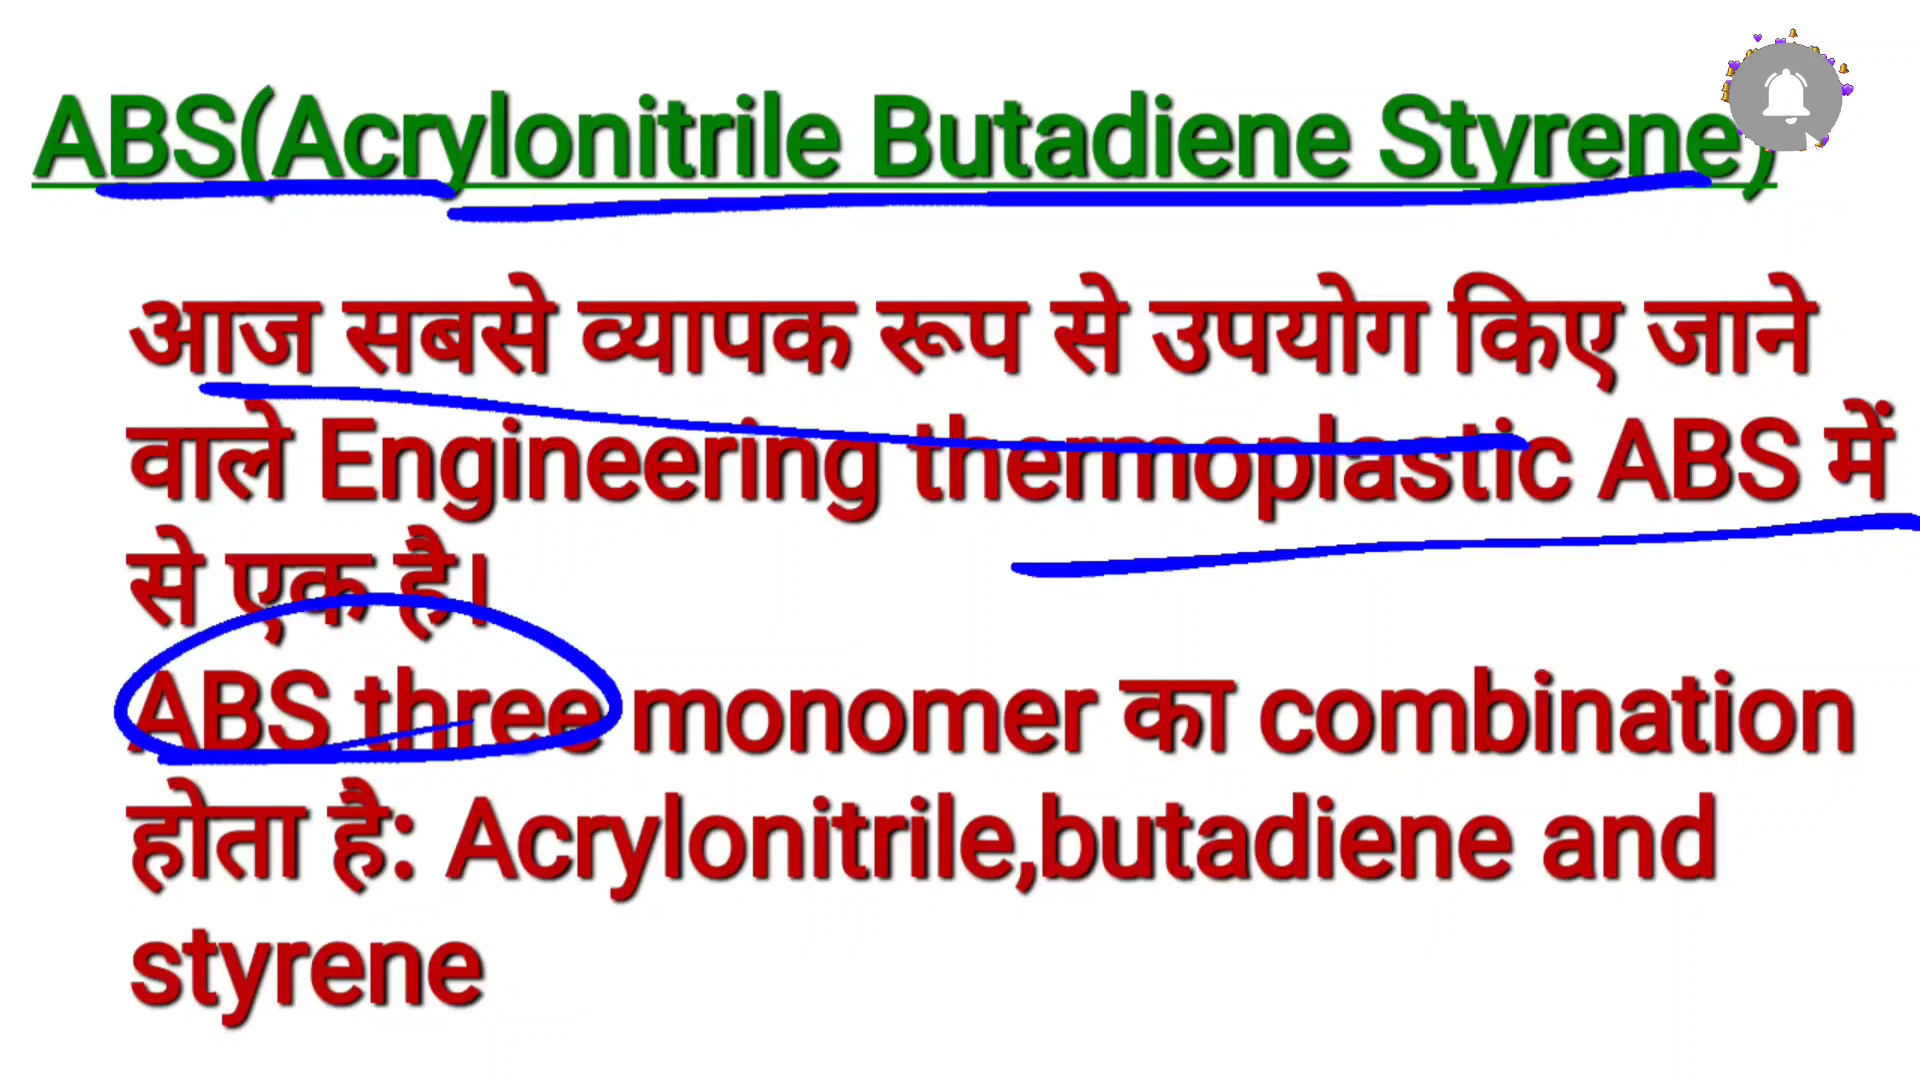 ABS(Acrylonitrile Butadiene Styrene)
आज सबसे व्यापक रूप से उपयोग किए जाने
वाले Engineering thermoplastic ABS में
से एक है।
ABS three monomer का combination
होता है: Acrylonitrile,butadiene and
styrene